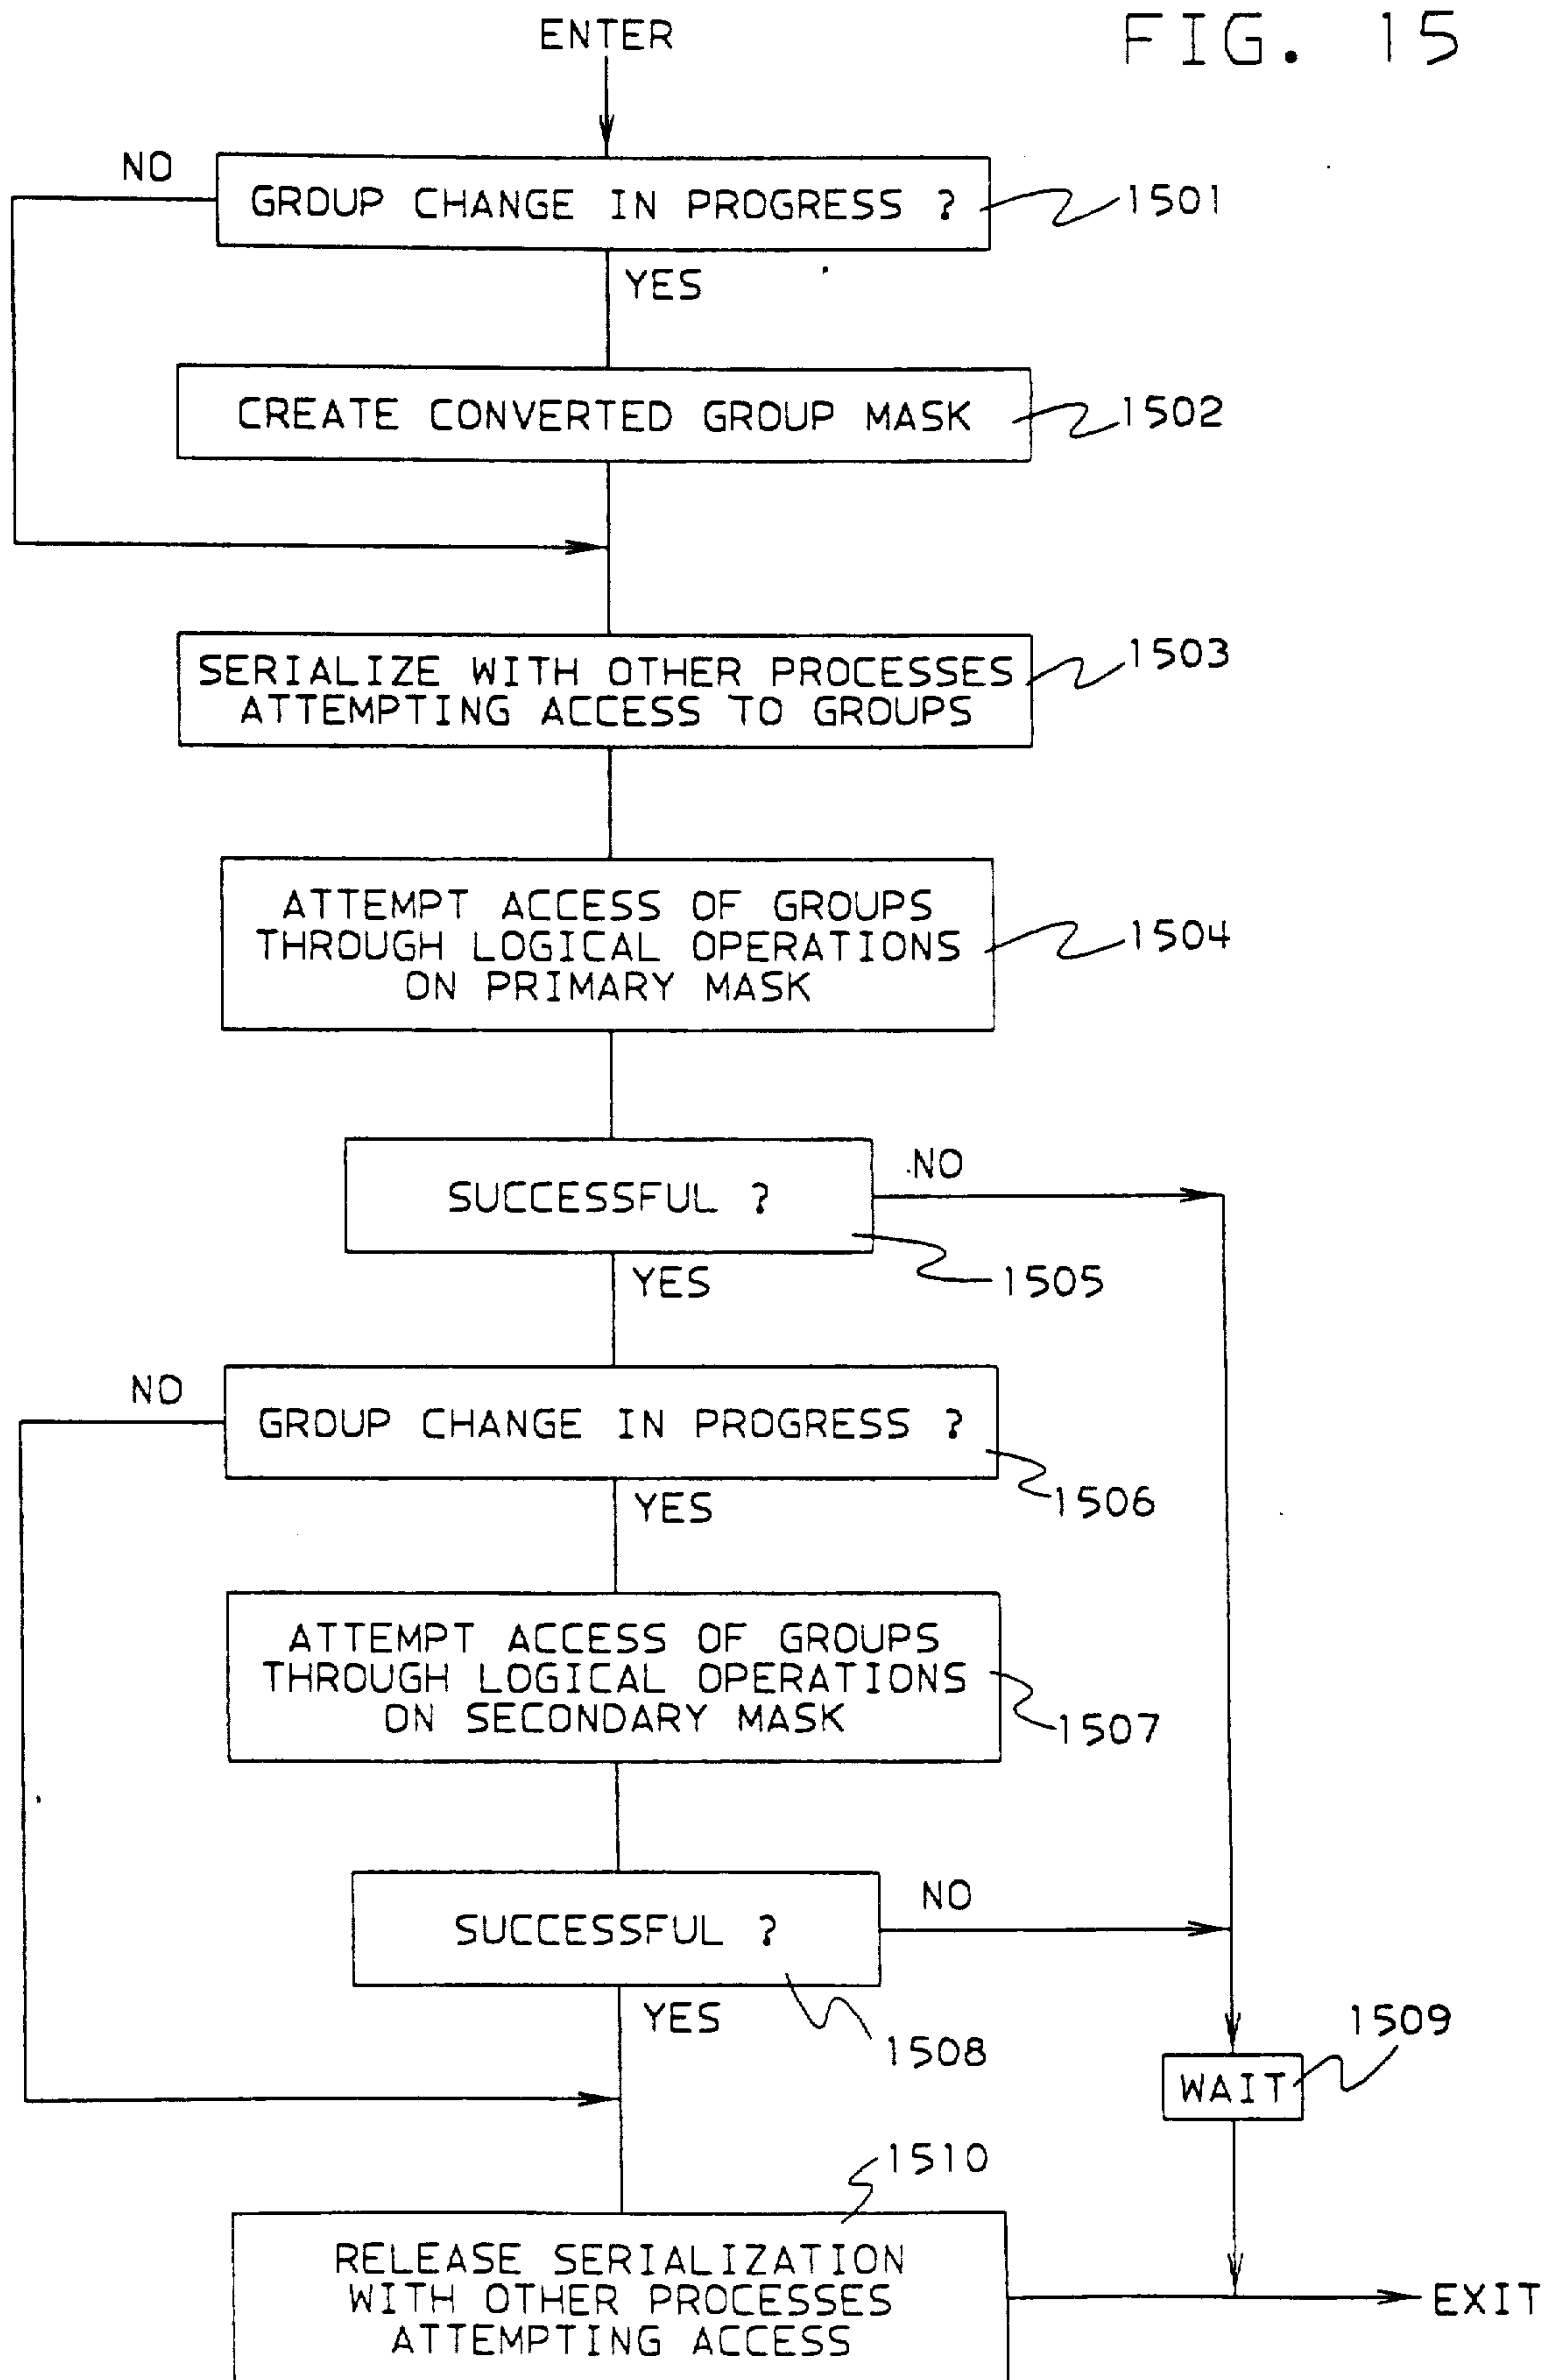 FIG. 15
ENTER
NO
GROUP CHANGE IN PROGRESS ?
1501
YES
CREATE CONVERTED GROUP MASK
1502
SERIALIZE WITH OTHER PROCESSES
ATTEMPTING ACCESS TO GROUPS
1503
ATTEMPT ACCESS OF GROUPS
THROUGH LOGICAL OPERATIONS
ON PRIMARY MASK
1504
SUCCESSFUL ?
NO
1505
YES
NO
GROUP CHANGE IN PROGRESS ?
1506
YES
ATTEMPT ACCESS OF GROUPS
THROUGH LOGICAL OPERATIONS
ON SECONDARY MASK
1507
SUCCESSFUL ?
NO
YES
1508
1509
WAIT
1510
RELEASE SERIALIZATION
WITH OTHER PROCESSES
ATTEMPTING ACCESS
EXIT